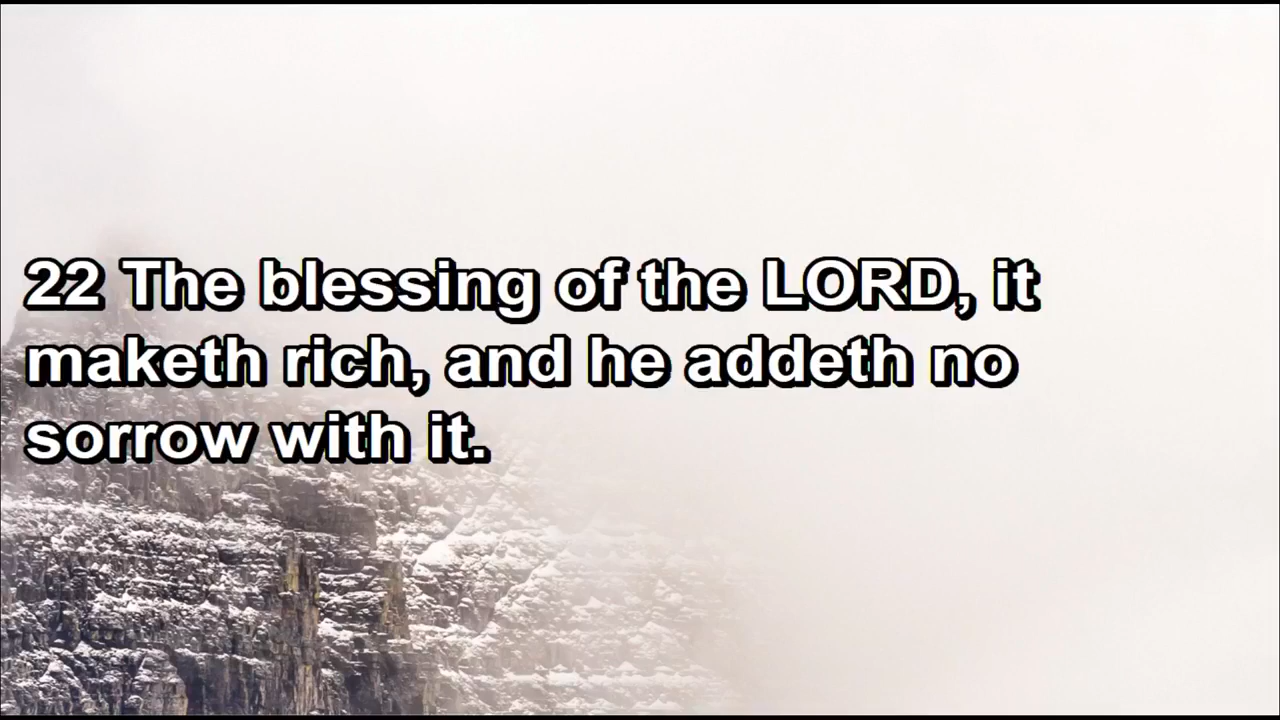 22 The blessing of the LORD, it
maketh rich, and he addeth no
sorrow with it.